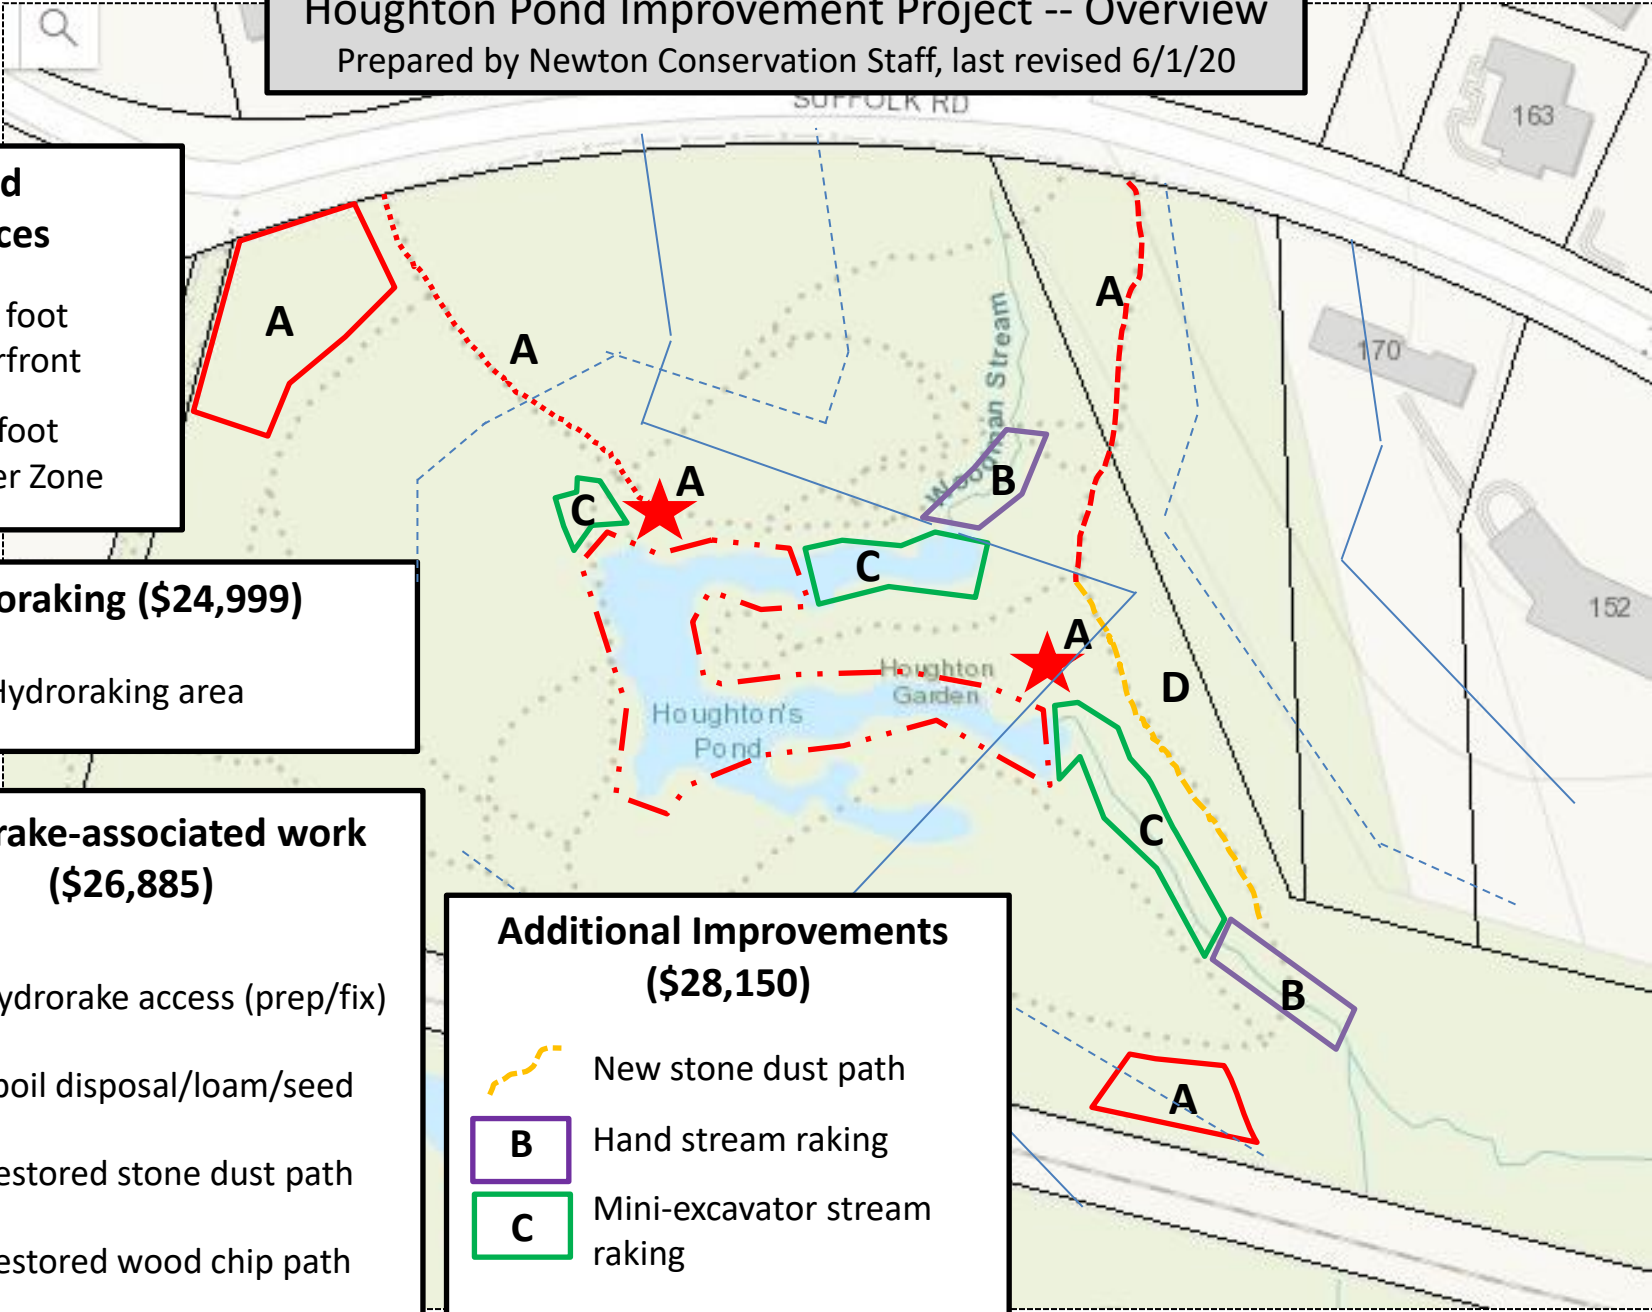 Houghton Pond Improvement Project -- Overview
Prepared by Newton Conservation Staff, last revised 6/1/20
SUFFOLK RD
163
d
ces
foot
rfront
foot
er Zone
A
A
A
170
Woodman Stream
B
A
C
C
oraking ($24,999)
Hydroraking area
152
A
D
Houghton
Garden
Houghton's
Pond
C
rake-associated work
($26,885)
ydrorake access (prep/fix)
poil disposal/loam/seed
estored stone dust path
estored wood chip path
Additional Improvements
($28,150)
New stone dust path
B Hand stream raking
C Mini-excavator stream
raking
B
A